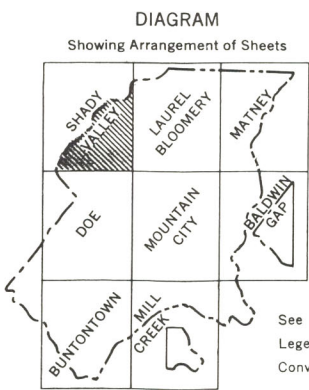 DIAGRAM
Showing Arrangement of Sheets
SHADY
VALLEY
LAUREL
BLOOMERY
MATNEY
DOE
MOUNTAIN
CITY
BALDWIN
GAP
BUNTONTOWN
MILL
CREEK
See
Lege
Conv